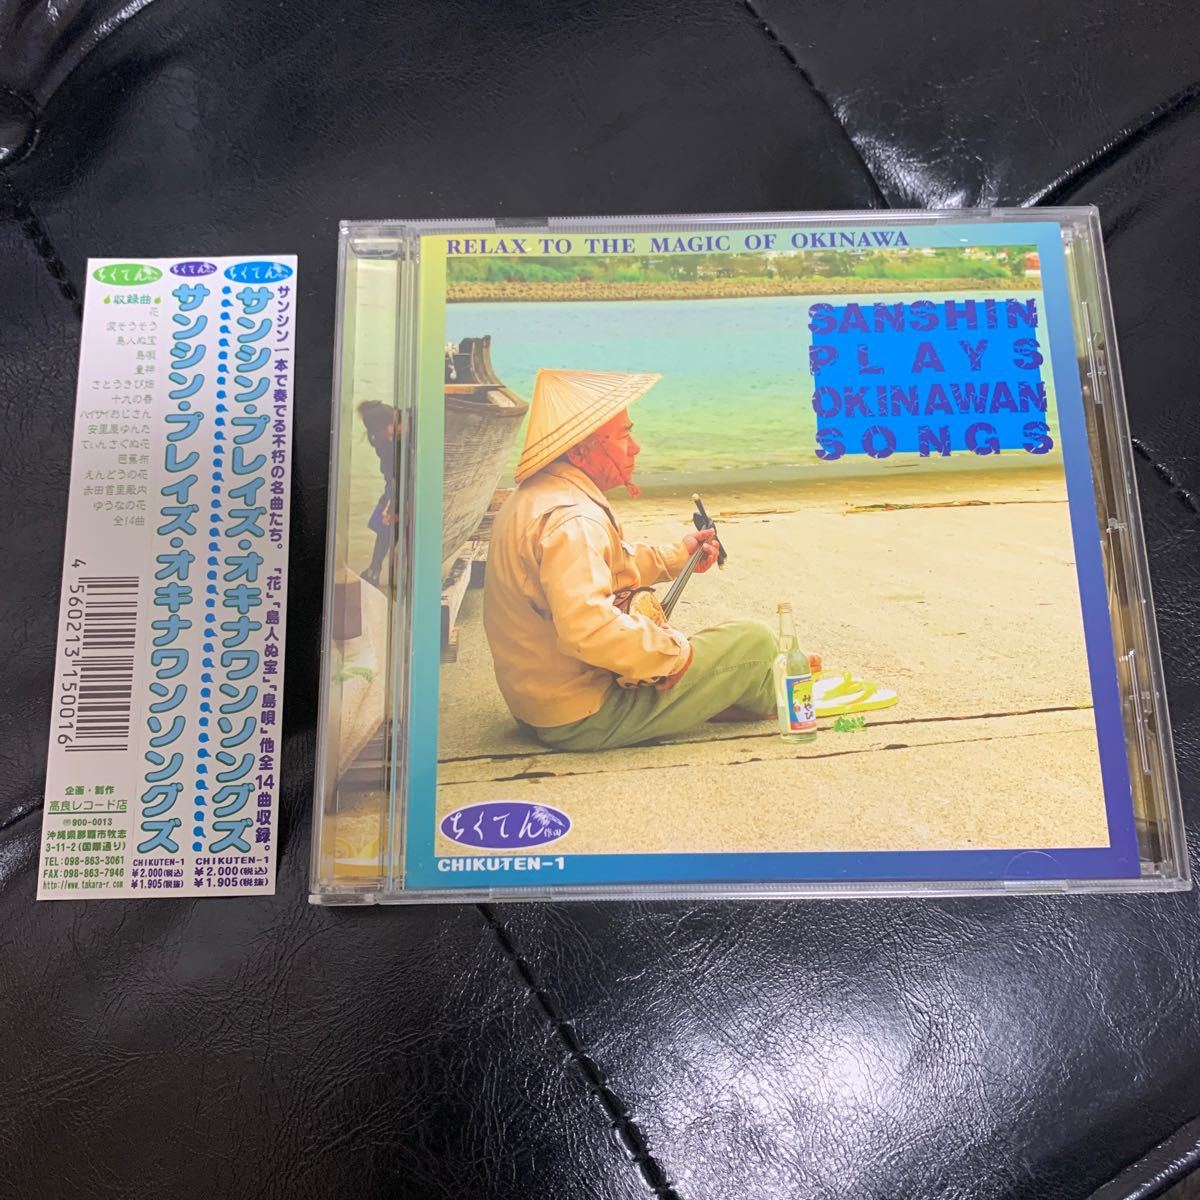 ちくてん
収録曲
花
涙そうそう
島人ぬ宝
島唄
童神
さとうきび畑
十九の春
ハイサイおじさん
安里屋ゆんた
てぃんさぐぬ花
芭蕉布
えんどうの花
赤田首里殿内
ゆうなの花
全14曲
4 560213 150016
企画・制作
高良レコード店
〠900-0013
沖縄県那覇市牧志
3-11-2(国際通り)
TEL:098-863-3061
FAX:098-863-7946
http://www.takara-r.com
ちくてん
サンシン・プレイズ・オキナワンソングズ
CHIKUTEN-1
¥2,000(税込)
¥1,905(税抜)
ちくてん
サンシン・プレイズ・オキナワンソングズ
サンシン一本で奏でる不朽の名曲たち。「花」「島人ぬ宝」「島唄」他全14曲収録。
CHIKUTEN-1
¥2,000(税込)
¥1,905(税抜)
RELAX TO THE MAGIC OF OKINAWA
SANSHIN
PLAYS
OKINAWAN
SONGS
みやび
ちくてん
CHIKUTEN-1